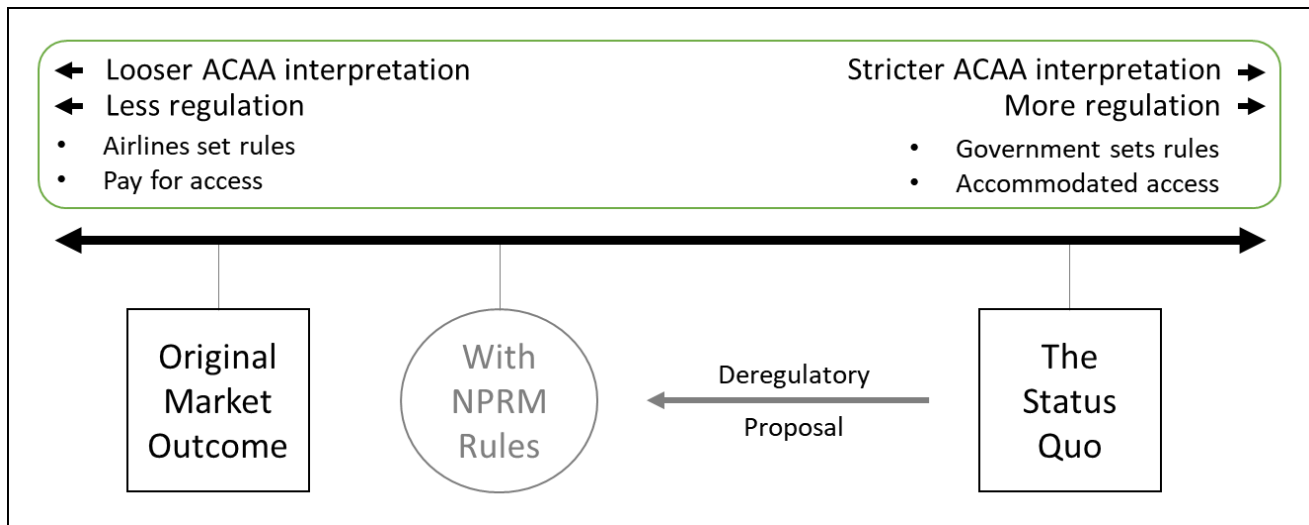 Looser ACAA interpretation
Less regulation
• Airlines set rules
• Pay for access
Stricter ACAA interpretation
More regulation
• Government sets rules
• Accommodated access
Original
Market
Outcome
With
NPRM
Rules
Deregulatory
Proposal
The
Status
Quo